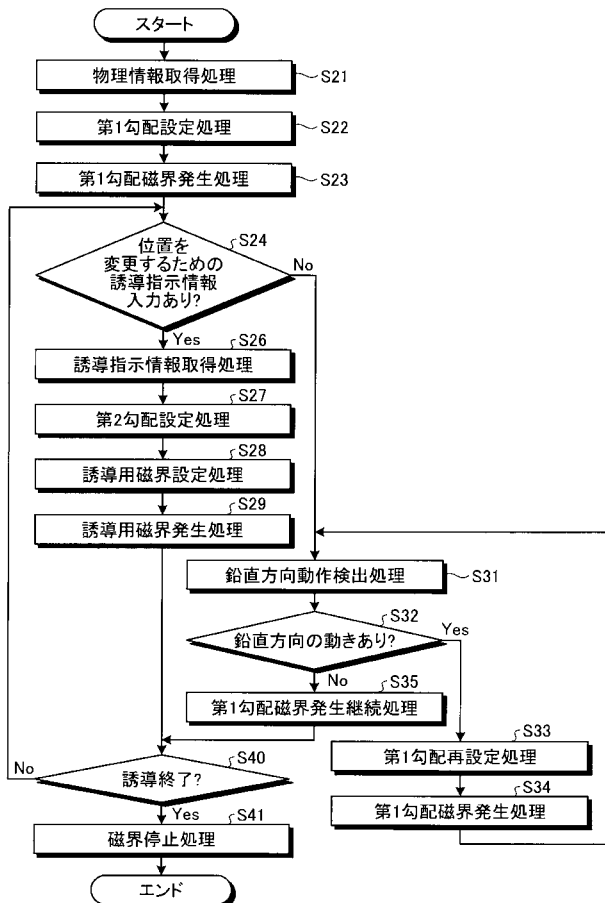 スタート
物理情報取得処理
S21
第1勾配設定処理
S22
第1勾配磁界発生処理
S23
S24
位置を
変更するための
誘導指示情報
入力あり?
No
Yes
S26
誘導指示情報取得処理
S27
第2勾配設定処理
S28
誘導用磁界設定処理
S29
誘導用磁界発生処理
鉛直方向動作検出処理
S31
S32
鉛直方向の動きあり?
Yes
No
S35
第1勾配磁界発生継続処理
S33
第1勾配再設定処理
S34
第1勾配磁界発生処理
S40
No
誘導終了?
Yes
S41
磁界停止処理
エンド